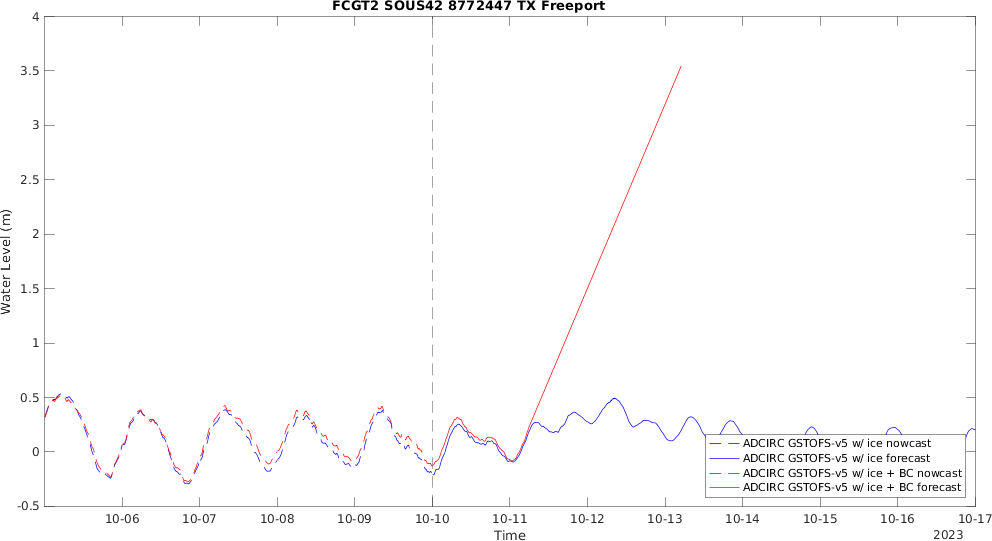 FCGT2 SOUS42 8772447 TX Freeport
4
3.5
3
2.5
2
1.5
1
0.5
0
-0.5
Water Level (m)
ADCIRC GSTOFS-v5 w/ ice nowcast
ADCIRC GSTOFS-v5 w/ ice forecast
ADCIRC GSTOFS-v5 w/ ice + BC nowcast
ADCIRC GSTOFS-v5 w/ ice + BC forecast
10-06 10-07 10-08 10-09 10-10 10-11 10-12 10-13 10-14 10-15 10-16 10-17
Time
2023